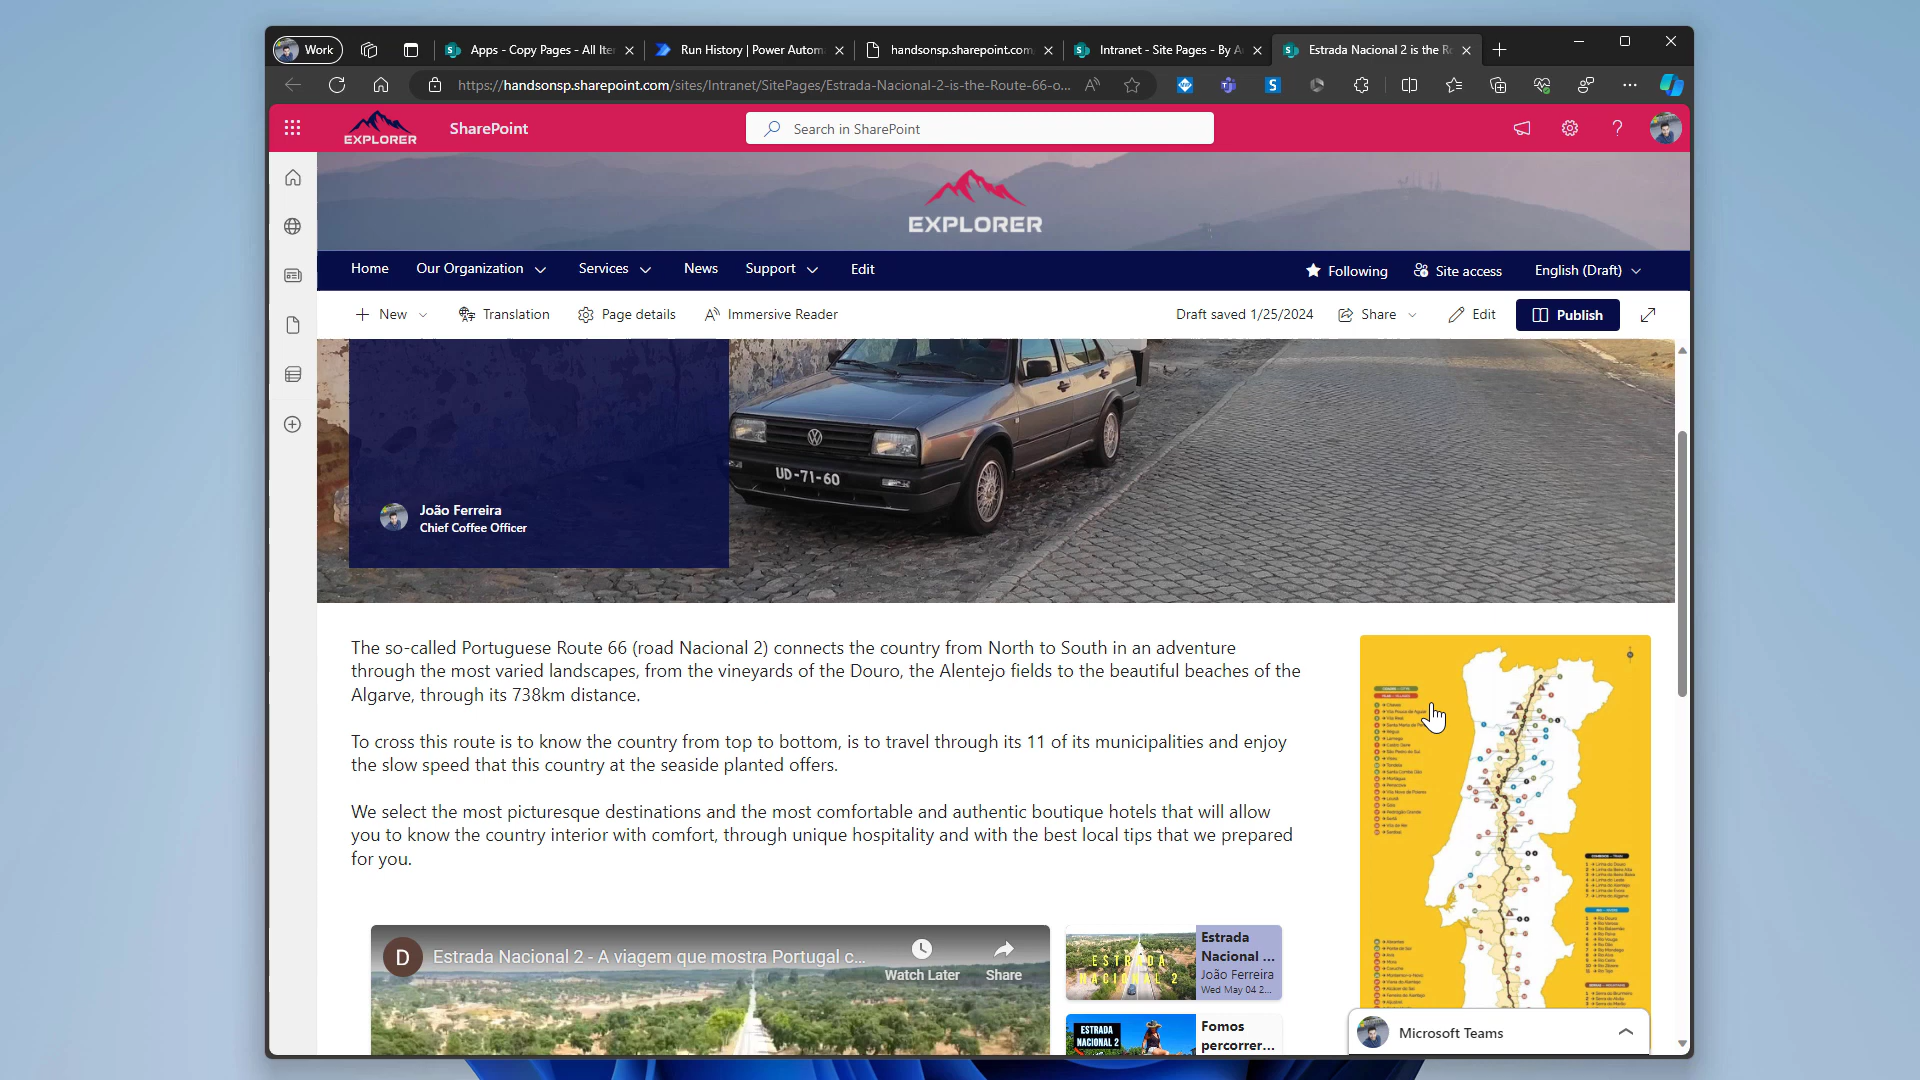 Work
Apps - Copy Pages - All Ite
Run History | Power Autom
handsonsp.sharepoint.com
Intranet - Site Pages - By A
Estrada Nacional 2 is the R
https://handsonsp.sharepoint.com/sites/Intranet/SitePages/Estrada-Nacional-2-is-the-Route-66-o...
EXPLORER
SharePoint
Search in SharePoint
EXPLORER
Home
Our Organization
Services
News
Support
Edit
Following
Site access
English (Draft)
New
Translation
Page details
Immersive Reader
Draft saved 1/25/2024
Share
Edit
Publish
UD-71-60
João Ferreira
Chief Coffee Officer
The so-called Portuguese Route 66 (road Nacional 2) connects the country from North to South in an adventure
through the most varied landscapes, from the vineyards of the Douro, the Alentejo fields to the beautiful beaches of the
Algarve, through its 738km distance.
To cross this route is to know the country from top to bottom, is to travel through its 11 of its municipalities and enjoy
the slow speed that this country at the seaside planted offers.
We select the most picturesque destinations and the most comfortable and authentic boutique hotels that will allow
you to know the country interior with comfort, through unique hospitality and with the best local tips that we prepared
for you.
D
Estrada Nacional 2 - A viagem que mostra Portugal c...
Watch Later
Share
ESTRADA
NACIONAL 2
Estrada
Nacional ...
João Ferreira
Wed May 04 2...
ESTRADA
NACIONAL 2
Fomos
percorrer...
Microsoft Teams